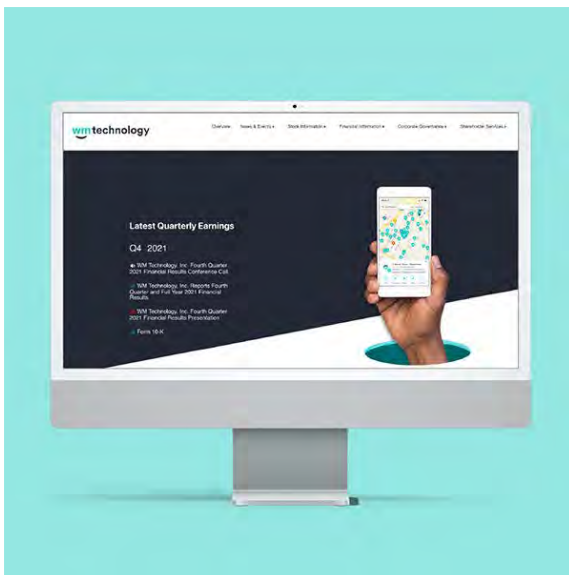 wmtechnology
Overview News & Events Stock Information Financial Information Corporate Governance Shareholder Services
Latest Quarterly Earnings
Q4 2021
WM Technology, Inc. Fourth Quarter
2021 Financial Results Conference Call
WM Technology, Inc. Reports Fourth
Quarter and Full Year 2021 Financial
Results
WM Technology, Inc. Fourth Quarter
2021 Financial Results Presentation
Form 10-K